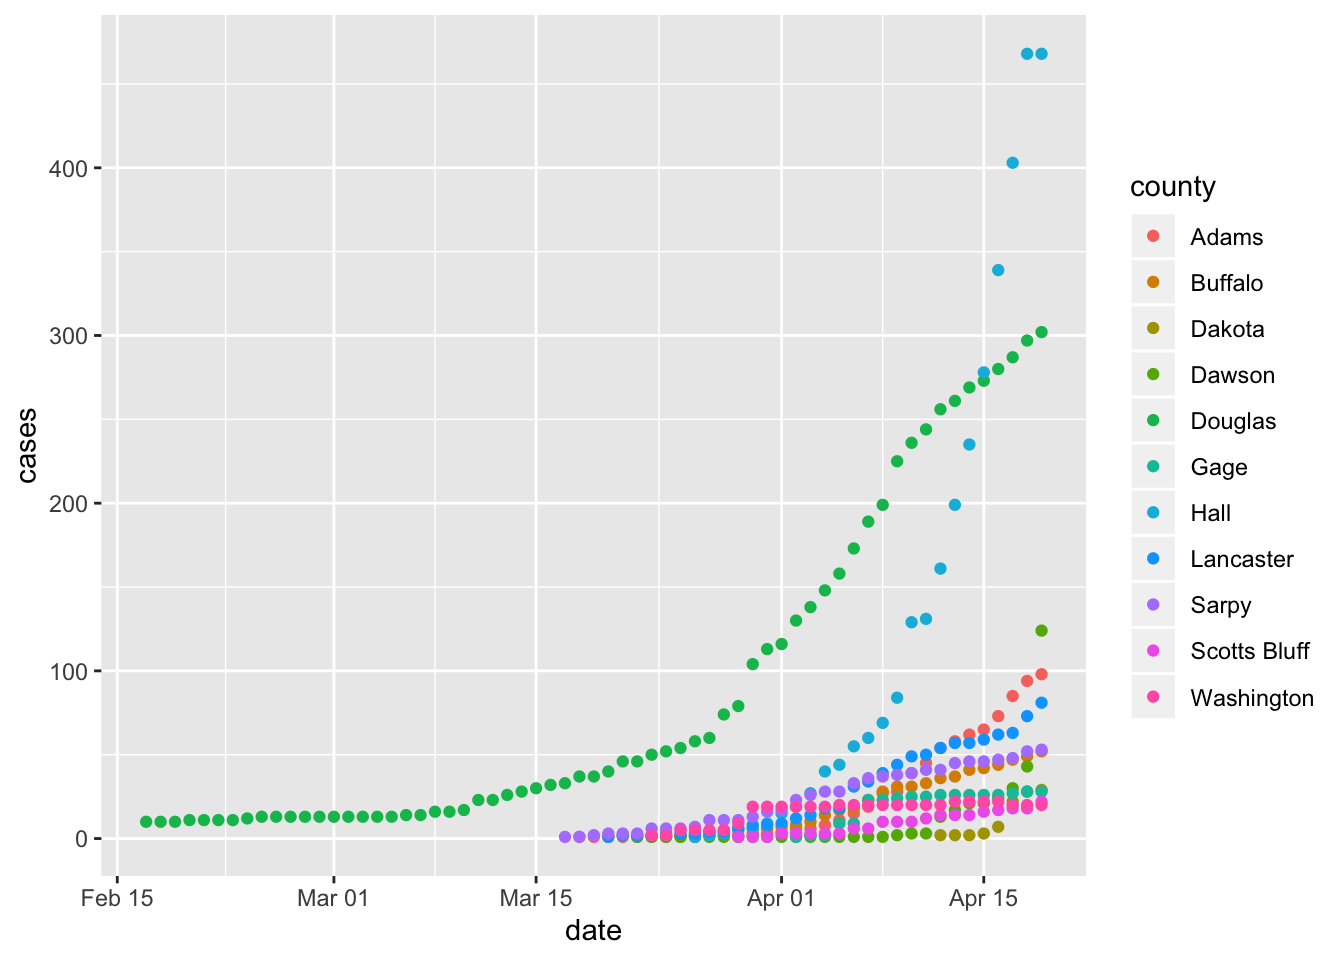 400
300
200
100
0
cases
Feb 15
Mar 01
Mar 15
Apr 01
Apr 15
date
county
Adams
Buffalo
Dakota
Dawson
Douglas
Gage
Hall
Lancaster
Sarpy
Scotts Bluff
Washington